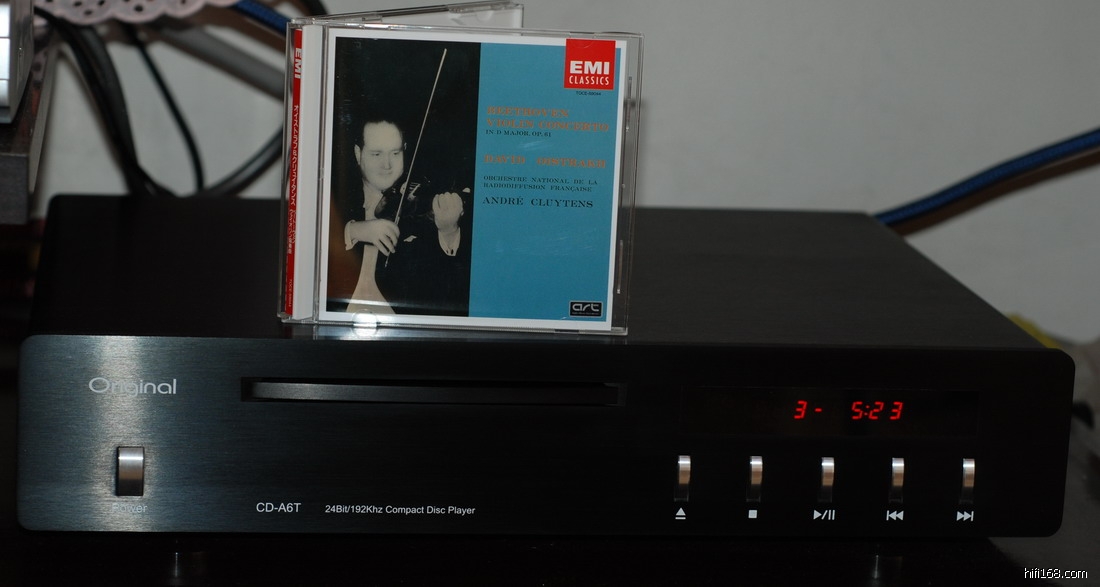 EMI
EMI
CLASSICS
BEETHOVEN
VIOLIN CONCERTO
IN D MAJOR, OP. 61
DAVID OISTRAKH
ORCHESTRE NATIONAL DE LA
RADIODIFFUSION FRANÇAISE
ANDRÉ CLUYTENS
art
Original
3- 5:23
Power
CD-A6T 24Bit/192Khz Compact Disc Player
hifi168.com